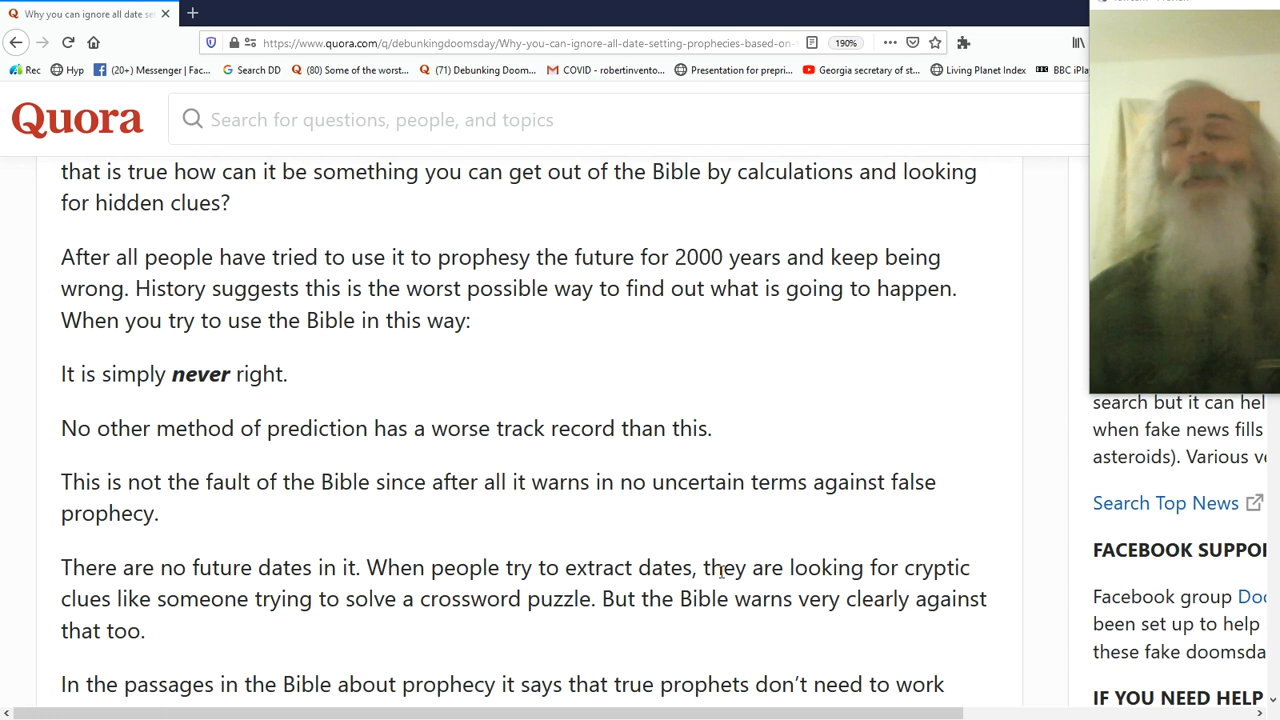 Why you can ignore all date se
https://www.quora.com/q/debunkingdoomsday/Why-you-can-ignore-all-date-setting-prophecies-based-on-
190%
Rec
Hyp
(20+) Messenger | Fac...
Search DD
(80) Some of the worst...
(71) Debunking Doom...
COVID - robertinvento...
Presentation for prepri...
Georgia secretary of st...
Living Planet Index
BBC iPla
Quora
Search for questions, people, and topics
that is true how can it be something you can get out of the Bible by calculations and looking
for hidden clues?
After all people have tried to use it to prophesy the future for 2000 years and keep being
wrong. History suggests this is the worst possible way to find out what is going to happen.
When you try to use the Bible in this way:
It is simply never right.
No other method of prediction has a worse track record than this.
This is not the fault of the Bible since after all it warns in no uncertain terms against false
prophecy.
There are no future dates in it. When people try to extract dates, they are looking for cryptic
clues like someone trying to solve a crossword puzzle. But the Bible warns very clearly against
that too.
In the passages in the Bible about prophecy it says that true prophets don't need to work
search but it can hel
when fake news fills
asteroids). Various ve
Search Top News
FACEBOOK SUPPO
Facebook group Doo
been set up to help
these fake doomsda
IF YOU NEED HELP